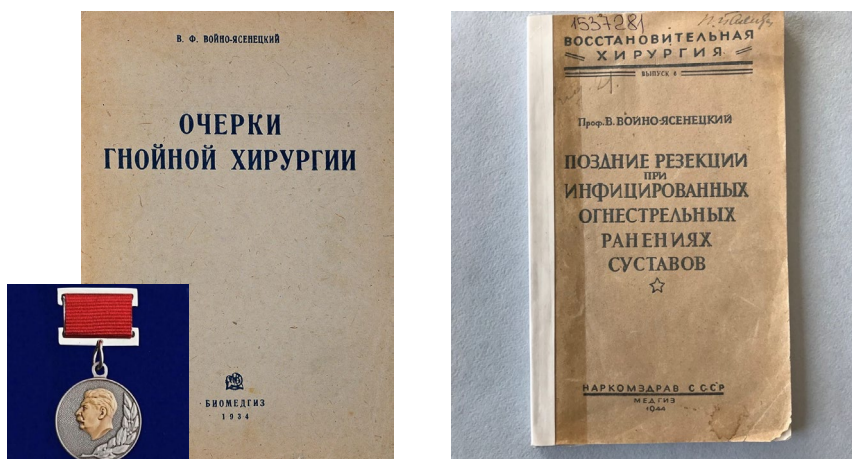 В. Ф. ВОЙНО-ЯСЕНЕЦКИЙ
ОЧЕРКИ
ГНОЙНОЙ ХИРУРГИИ
БИОМЕДГИЗ
1934
1537281
ВОССТАНОВИТЕЛЬНАЯ
ХИРУРГИЯ
ВЫПУСК II
Проф. В. ВОЙНО-ЯСЕНЕЦКИЙ
ПОЗДНИЕ РЕЗЕКЦИИ
ПРИ
ИНФИЦИРОВАННЫХ
ОГНЕСТРЕЛЬНЫХ
РАНЕНИЯХ
СУСТАВОВ
НАРКОМЗДРАВ СССР
МЕДГИЗ
1944